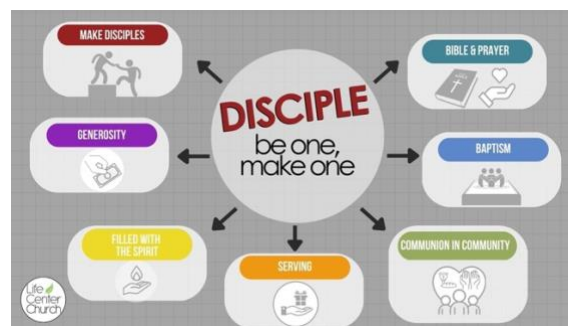 MAKE DISCIPLES
BIBLE & PRAYER
DISCIPLE
be one,
make one
GENEROSITY
BAPTISM
FILLED WITH
THE SPIRIT
SERVING
COMMUNION IN COMMUNITY
Life
Center
Church